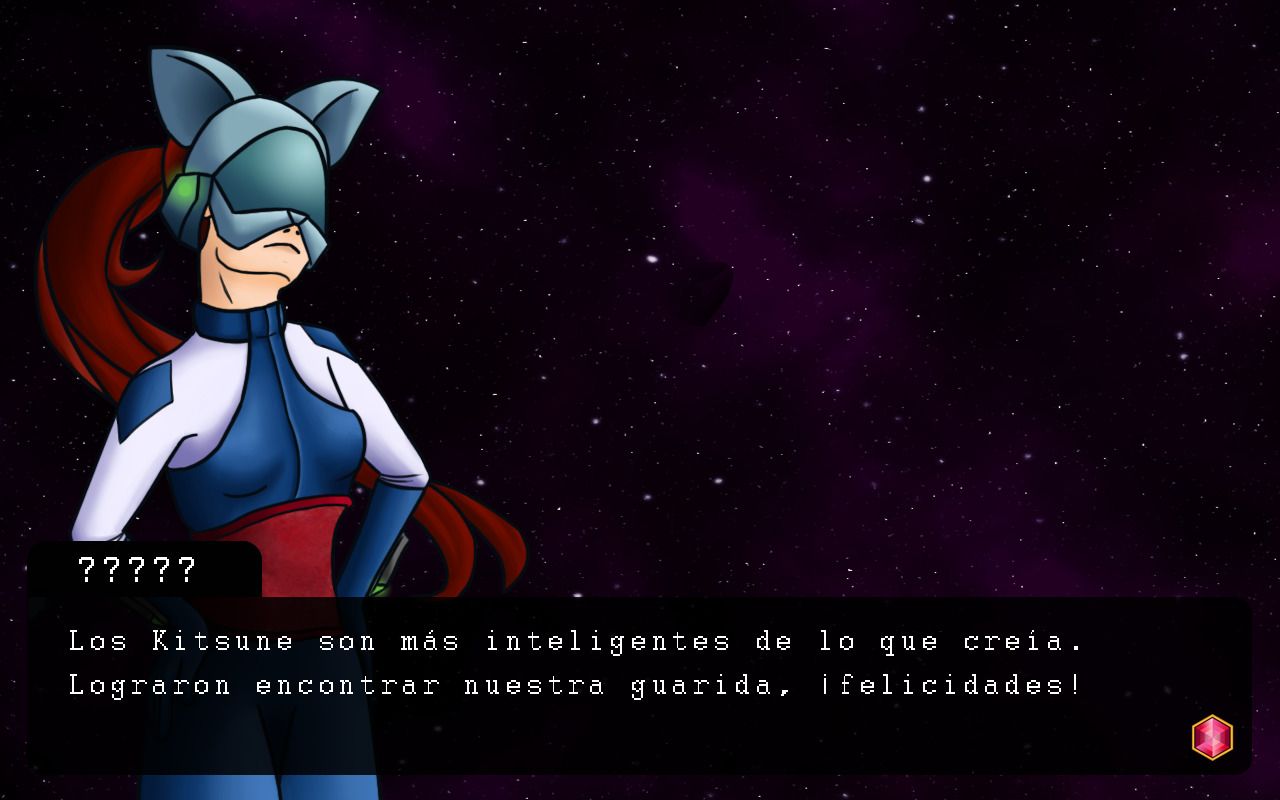 ?????
Los Kitsune son más inteligentes de lo que creía.
Lograron encontrar nuestra guarida, ¡felicidades!